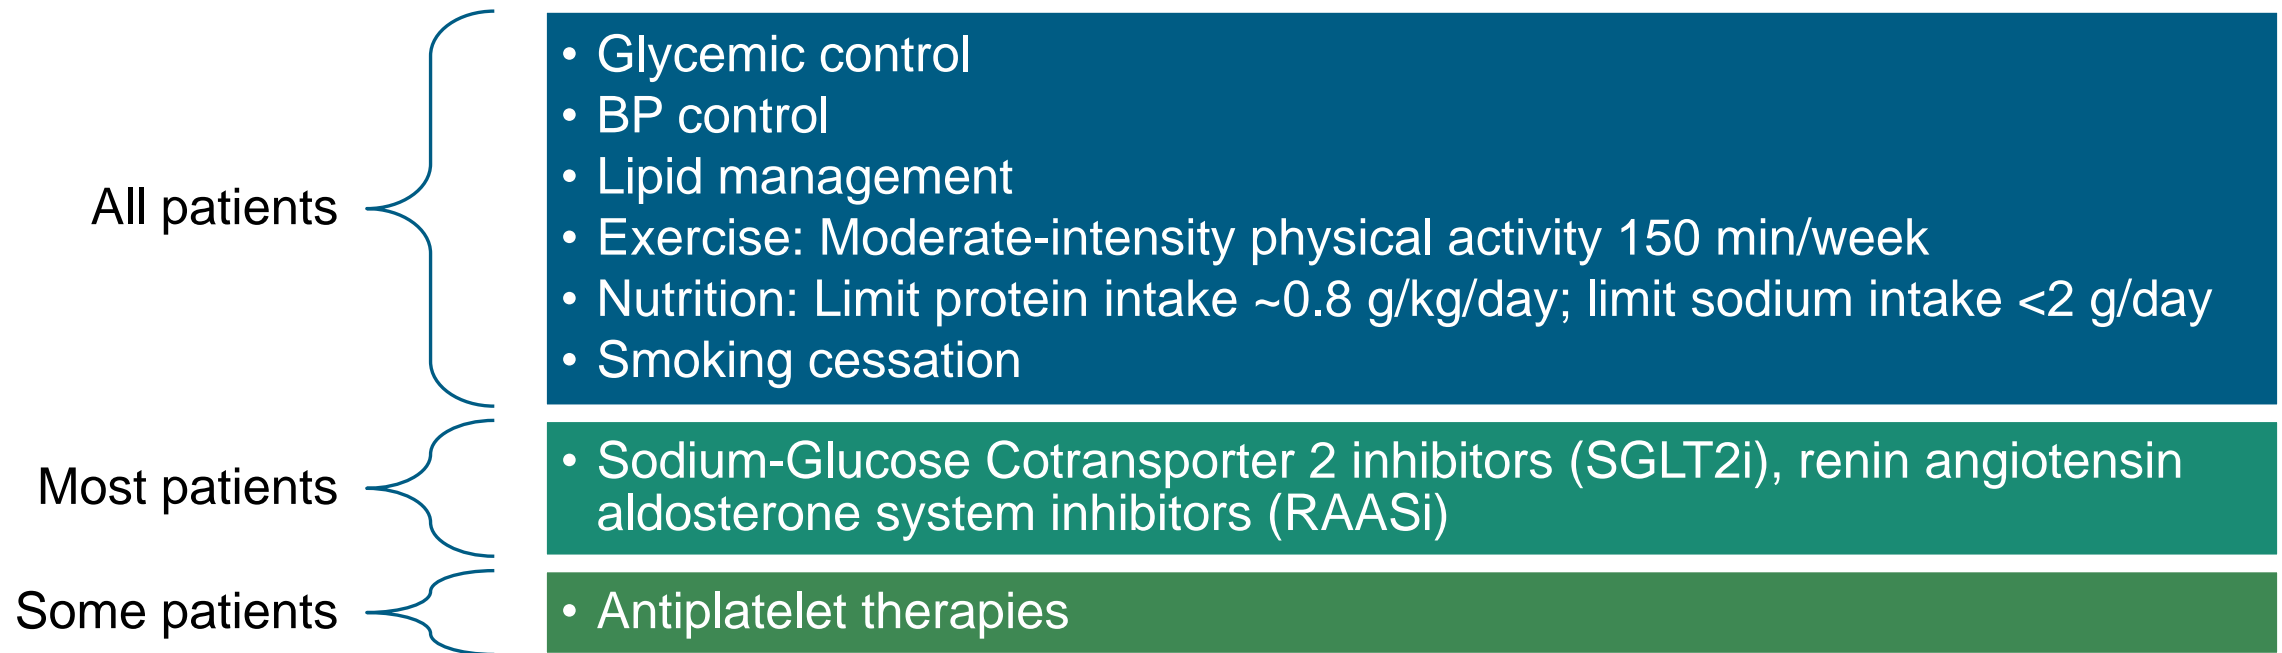 All patients
• Glycemic control
• BP control
• Lipid management
• Exercise: Moderate-intensity physical activity 150 min/week
• Nutrition: Limit protein intake ~0.8 g/kg/day; limit sodium intake <2 g/day
• Smoking cessation
Most patients
• Sodium-Glucose Cotransporter 2 inhibitors (SGLT2i), renin angiotensin
aldosterone system inhibitors (RAASi)
Some patients
• Antiplatelet therapies